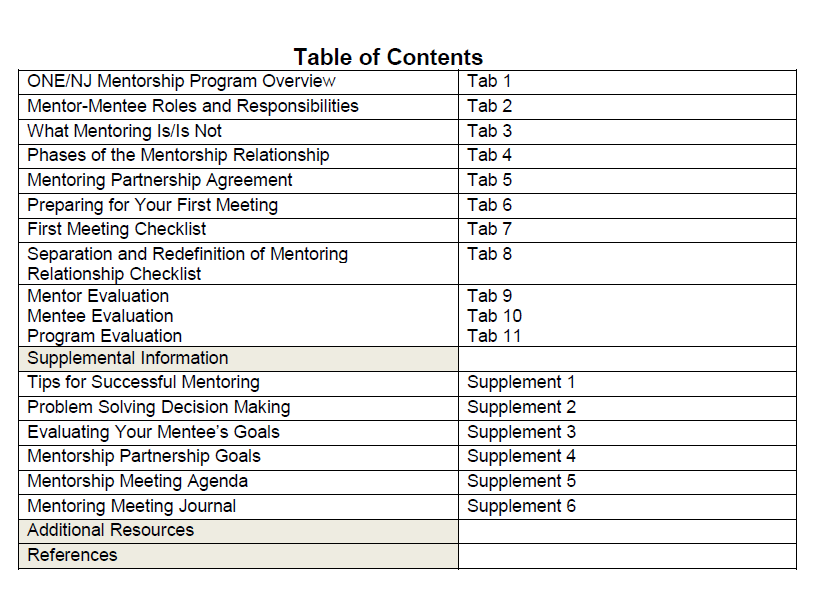 Table of Contents
ONE/NJ Mentorship Program Overview Tab 1
Mentor-Mentee Roles and Responsibilities Tab 2
What Mentoring Is/Is Not Tab 3
Phases of the Mentorship Relationship Tab 4
Mentoring Partnership Agreement Tab 5
Preparing for Your First Meeting Tab 6
First Meeting Checklist Tab 7
Separation and Redefinition of Mentoring Tab 8
Relationship Checklist
Mentor Evaluation Tab 9
Mentee Evaluation Tab 10
Program Evaluation Tab 11
Supplemental Information
Tips for Successful Mentoring Supplement 1
Problem Solving Decision Making Supplement 2
Evaluating Your Mentee’s Goals Supplement 3
Mentorship Partnership Goals Supplement 4
Mentorship Meeting Agenda Supplement 5
Mentoring Meeting Journal Supplement 6
Additional Resources
References